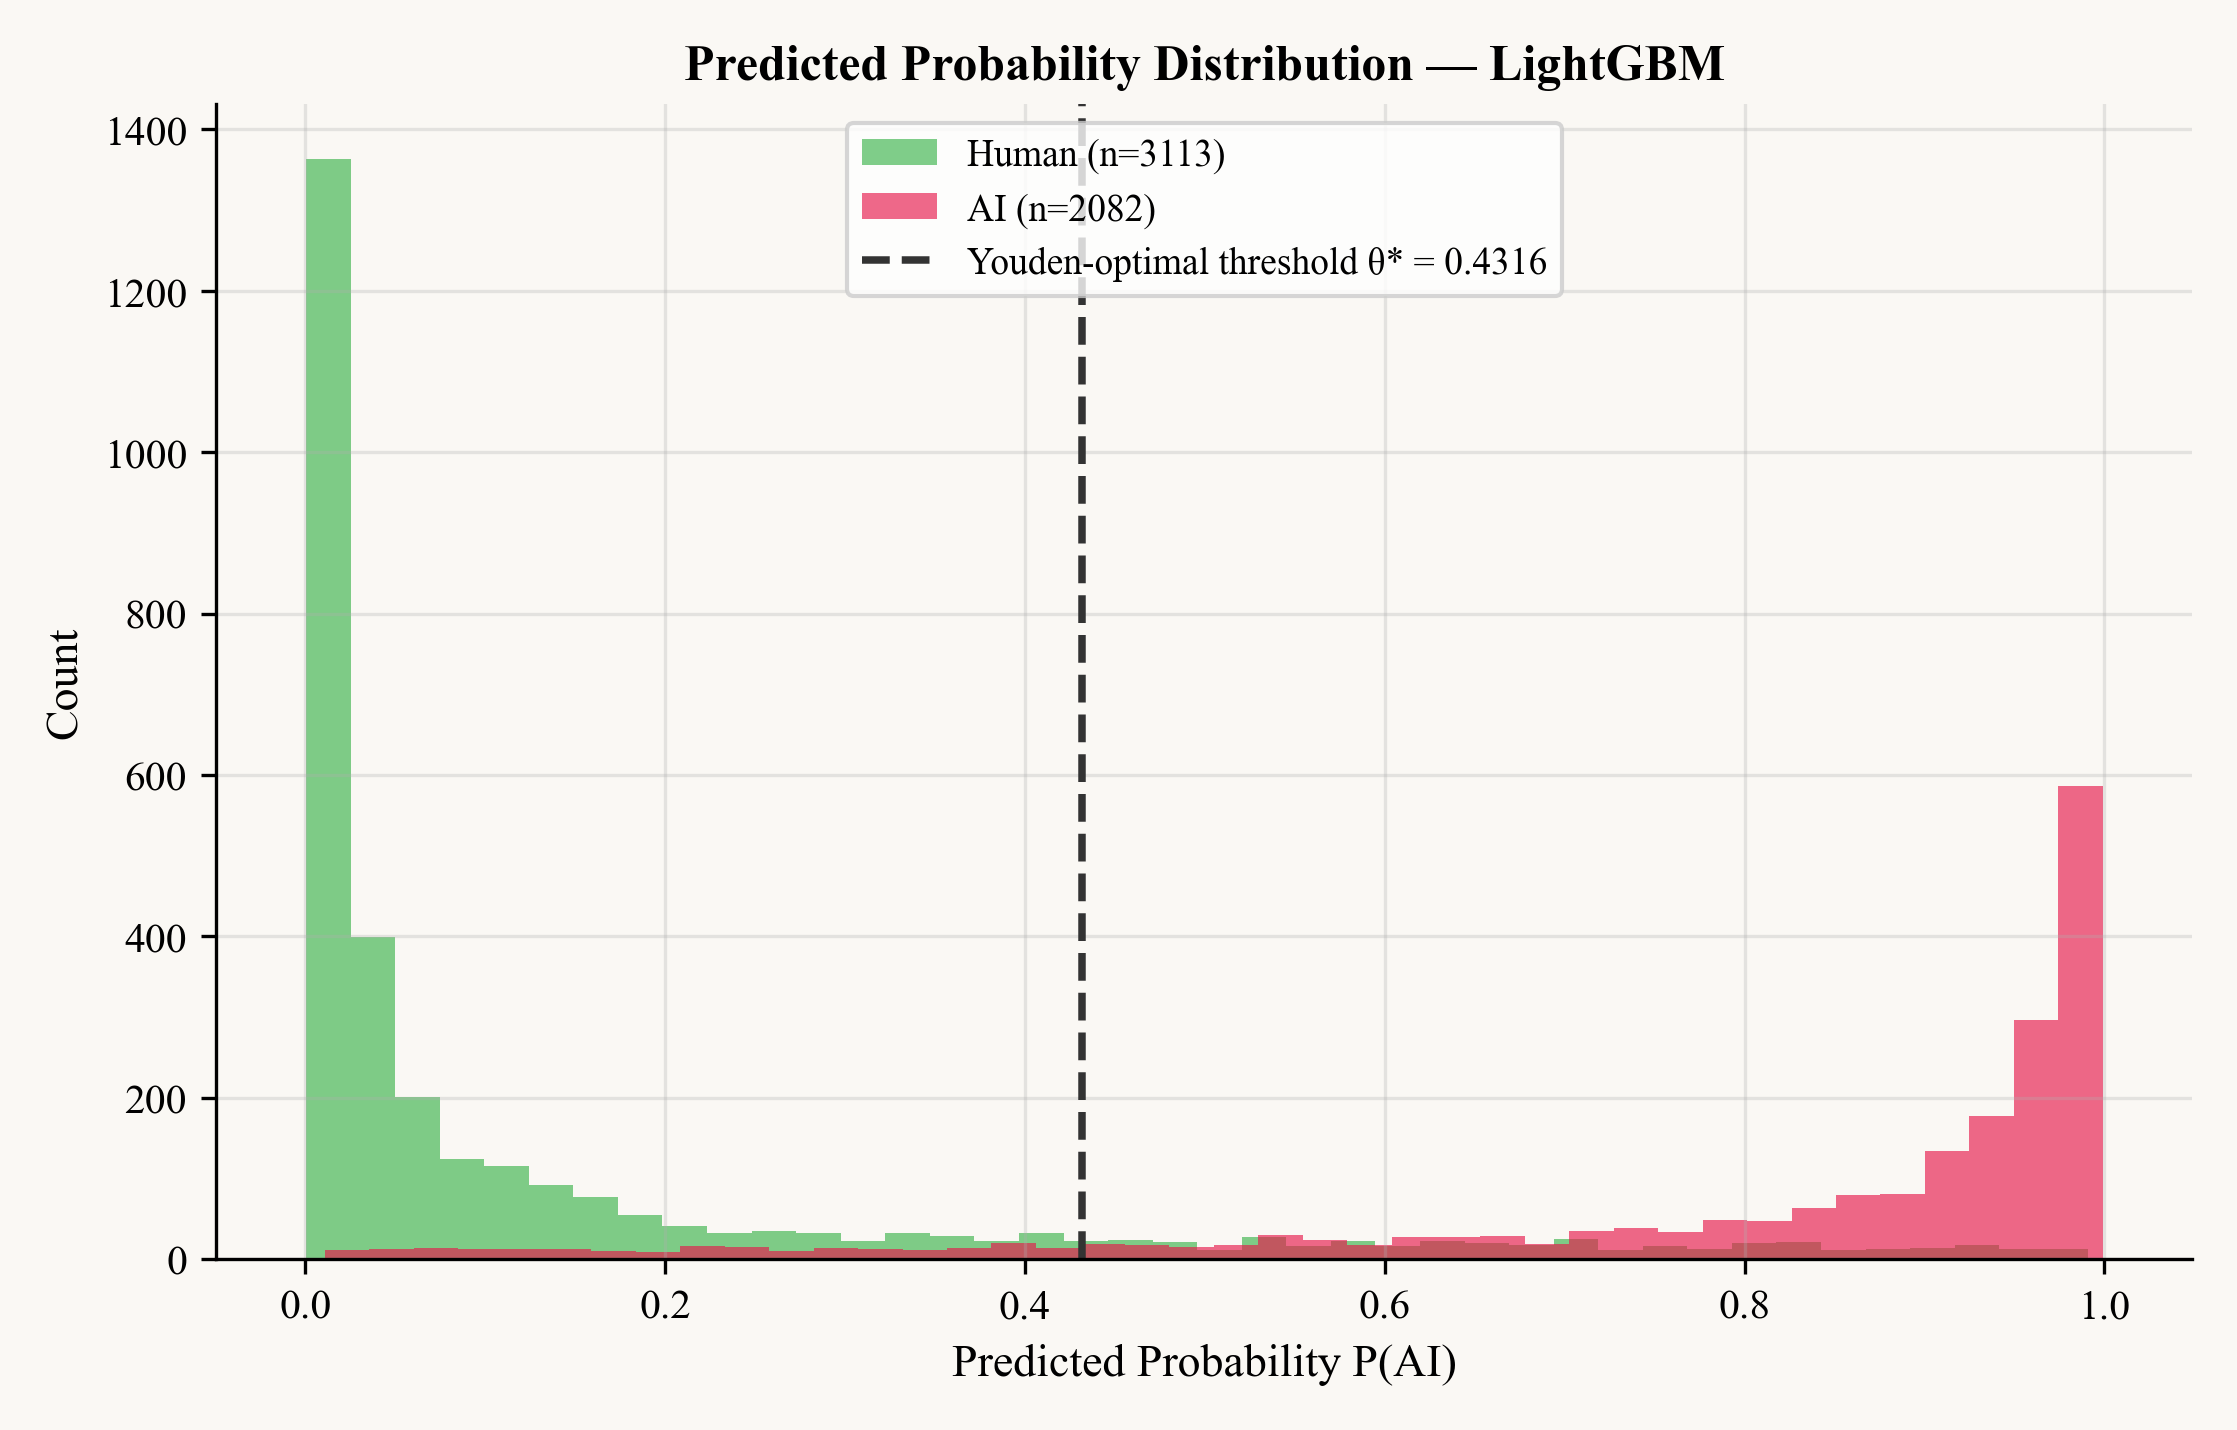 Predicted Probability Distribution — LightGBM
Human (n=3113)
AI (n=2082)
Youden-optimal threshold θ* = 0.4316
1400
1200
1000
800
600
400
200
0
Count
0.0 0.2 0.4 0.6 0.8 1.0
Predicted Probability P(AI)